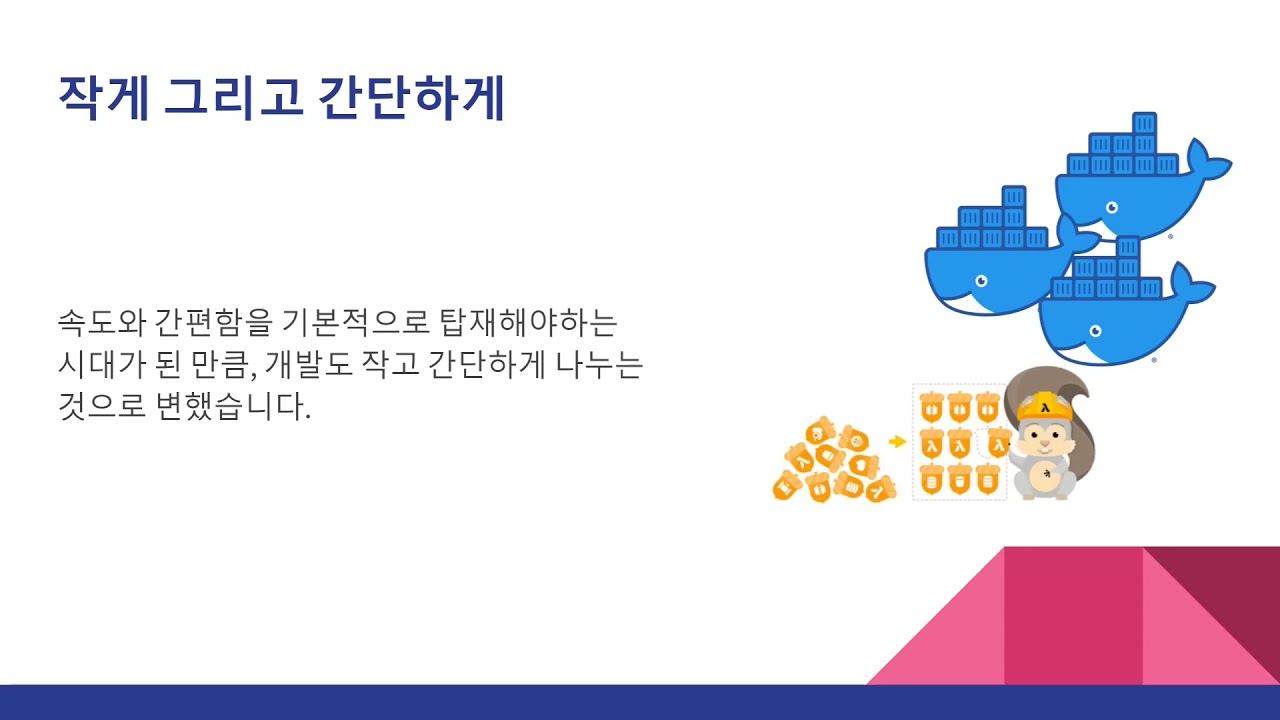 작게 그리고 간단하게
속도와 간편함을 기본적으로 탑재해야하는
시대가 된 만큼, 개발도 작고 간단하게 나누는
것으로 변했습니다.